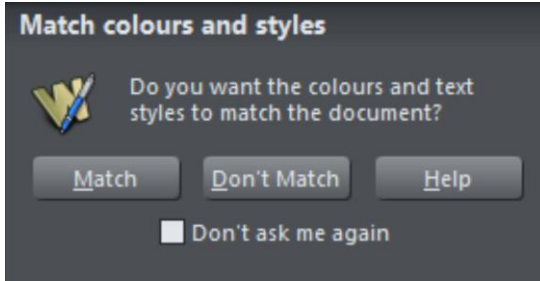 Match colours and styles
Do you want the colours and text
styles to match the document?
Match Don't Match Help
Don't ask me again